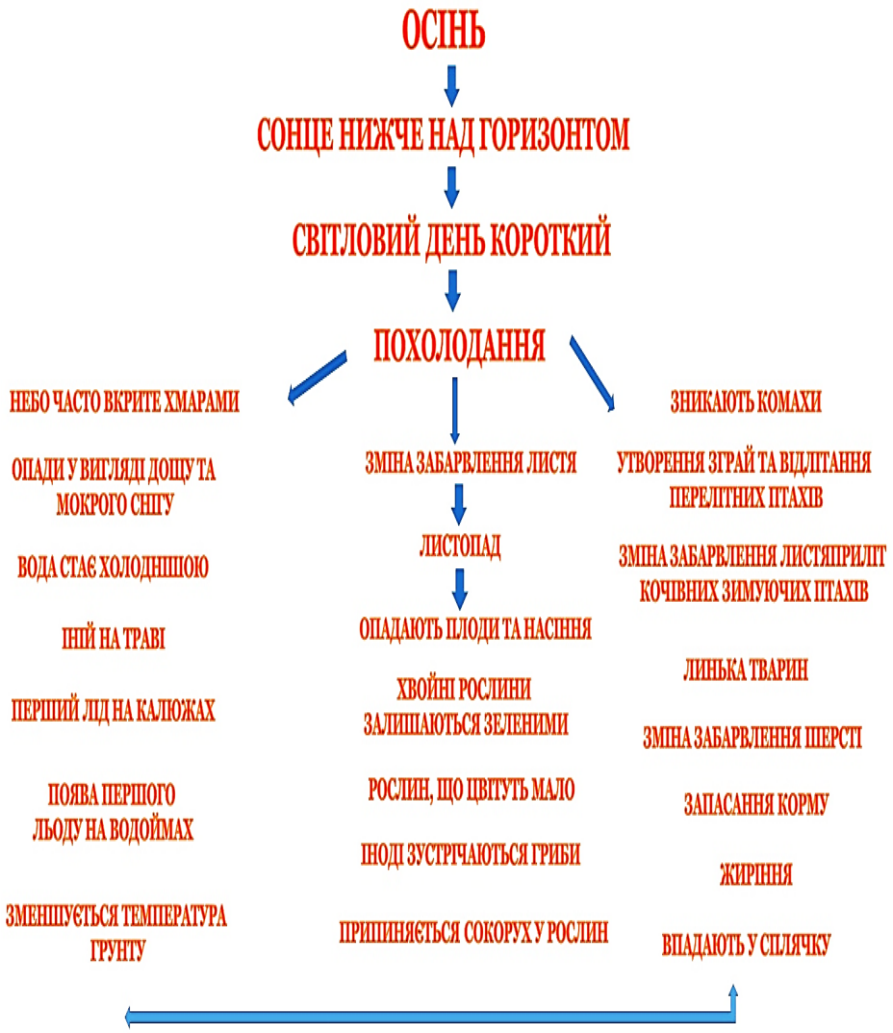 ОСІНЬ
СОНЦЕ НИЖЧЕ НАД ГОРИЗОНТОМ
СВІТЛОВИЙ ДЕНЬ КОРОТКИЙ
ПОХОЛОДАННЯ
НЕБО ЧАСТО ВКРИТЕ ХМАРАМИ
ОПАДИ У ВИГЛЯДІ ДОЩУ ТА
МОКРОГО СНІГУ
ВОДА СТАЄ ХОЛОДНІШОЮ
ІНІЙ НА ТРАВІ
ПЕРШИЙ ЛІД НА КАЛЮЖАХ
ПОЯВА ПЕРШОГО
ЛЬОДУ НА ВОДОЙМАХ
ЗМЕНШУЄТЬСЯ ТЕМПЕРАТУРА
ГРУНТУ
ЗМІНА ЗАБАРВЛЕННЯ ЛИСТЯ
ЛИСТОПАД
ОПАДАЮТЬ ПЛОДИ ТА НАСІННЯ
ХВОЙНІ РОСЛИНИ
ЗАЛИШАЮТЬСЯ ЗЕЛЕНИМИ
РОСЛИН, ЩО ЦВІТУТЬ МАЛО
ІНОДІ ЗУСТРІЧАЮТЬСЯ ГРИБИ
ПРИПИНЯЄТЬСЯ СОКОРУХ У РОСЛИН
ЗНИКАЮТЬ КОМАХИ
УТВОРЕННЯ ЗГРАЙ ТА ВІДЛІТАННЯ
ПЕРЕЛІТНИХ ПТАХІВ
ЗМІНА ЗАБАРВЛЕННЯ ЛИСТЯПРИЛІТ
КОЧІВНИХ ЗИМУЮЧИХ ПТАХІВ
ЛИНЬКА ТВАРИН
ЗМІНА ЗАБАРВЛЕННЯ ШЕРСТІ
ЗАПАСАННЯ КОРМУ
ЖИРІННЯ
ВПАДАЮТЬ У СПЛЯЧКУ